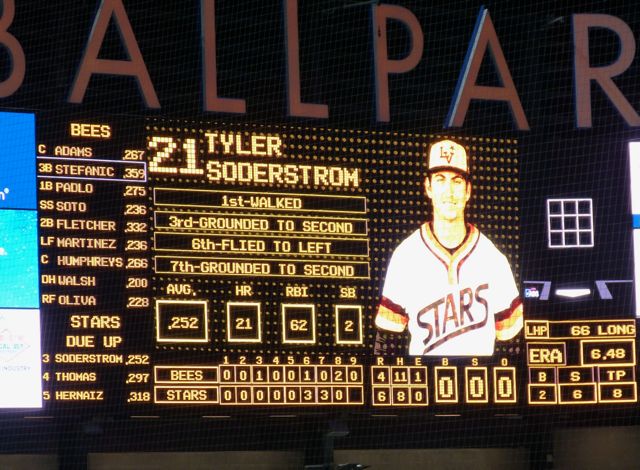 BALLPAR
BEES
C ADAMS .267
3B STEFANIC .359
1B PADLO .275
SS SOTO .236
2B FLETCHER .332
LF MARTINEZ .236
C HUMPHREYS .266
DH WALSH .200
RF OLIVA .228
STARS
DUE UP
3 SODERSTROM .252
4 THOMAS .297
5 HERNAIZ .318
21 TYLER
SODERSTROM
1st-WALKED
3rd-GROUNDED TO SECOND
6th-FLIED TO LEFT
7th-GROUNDED TO SECOND
AVG. HR RBI SB
.252 21 62 2
1 2 3 4 5 6 7 8 9 R H E B S O
BEES 0 0 1 0 0 1 0 2 0 4 11 1 0 0 0
STARS 0 0 0 0 0 3 3 0 6 8 0
LV
STARS
LHP 66 LONG
ERA 6.48
B S TP
2 6 8
INDUSTRY